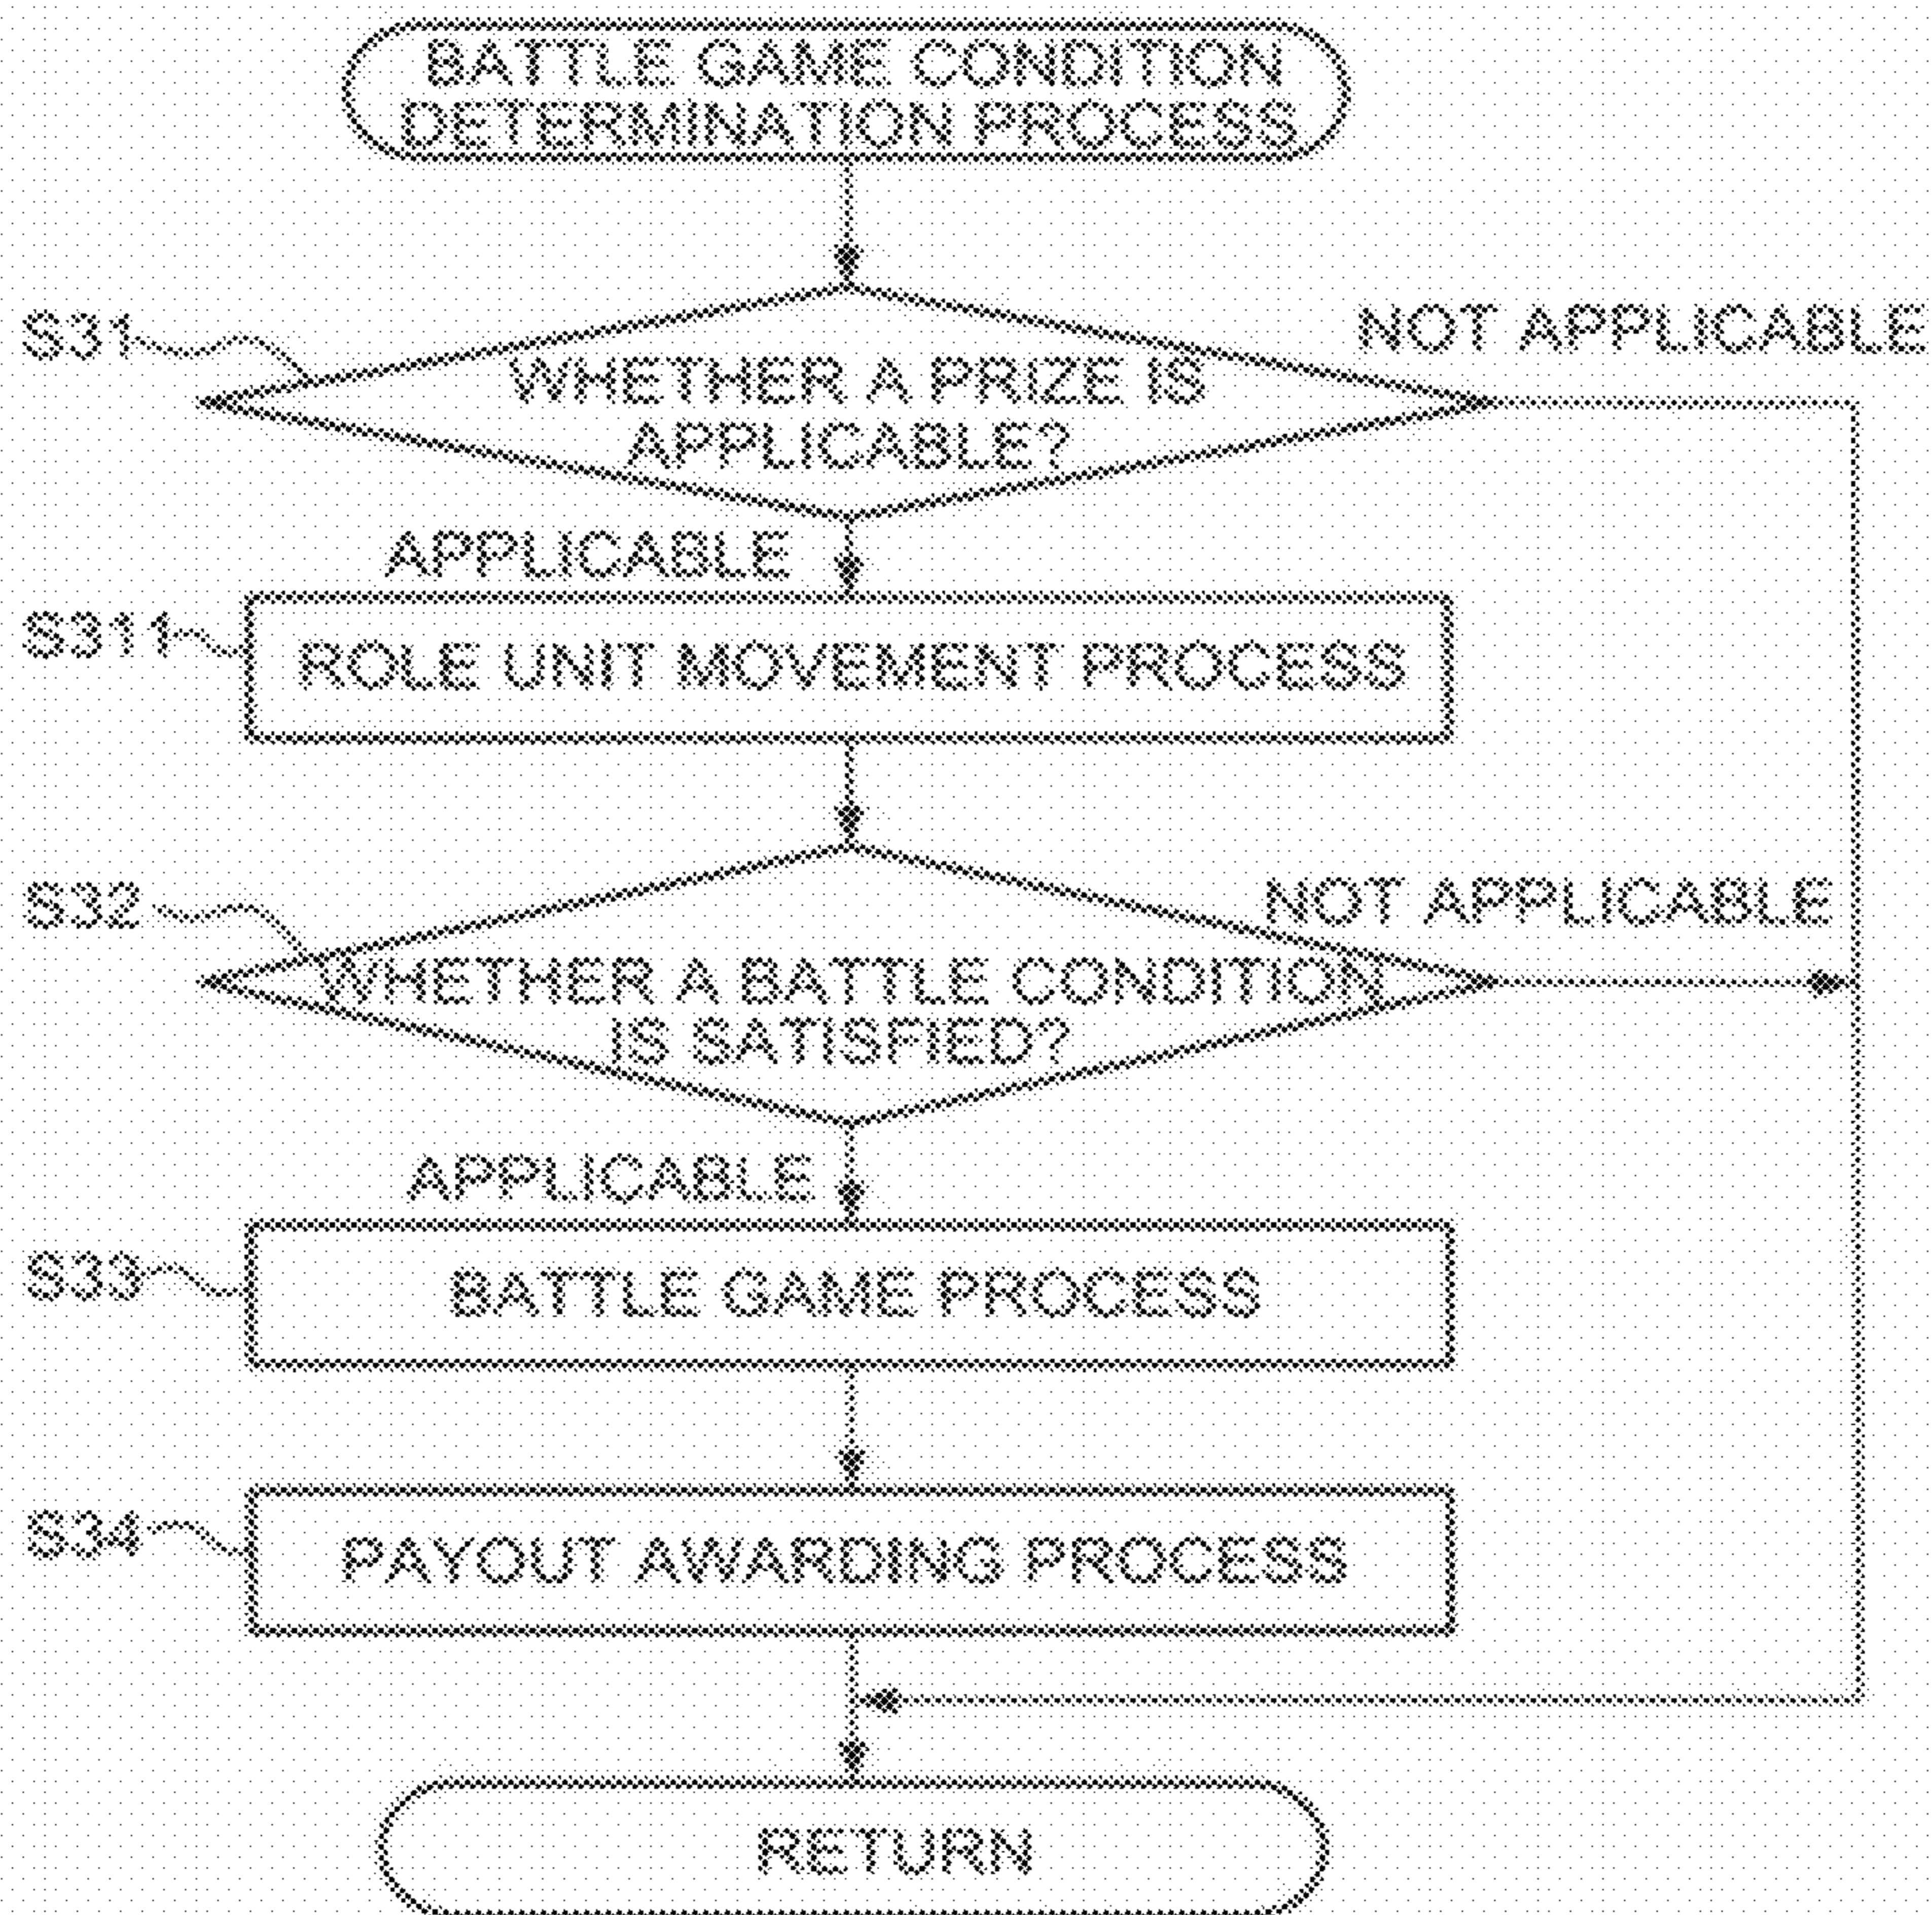 BATTLE GAME CONDITION
DETERMINATION PROCESS
S31
WHETHER A PRIZE IS
APPLICABLE?
NOT APPLICABLE
APPLICABLE
S311
ROLE UNIT MOVEMENT PROCESS
S32
WHETHER A BATTLE CONDITION
IS SATISFIED?
NOT APPLICABLE
APPLICABLE
S33
BATTLE GAME PROCESS
S34
PAYOUT AWARDING PROCESS
RETURN